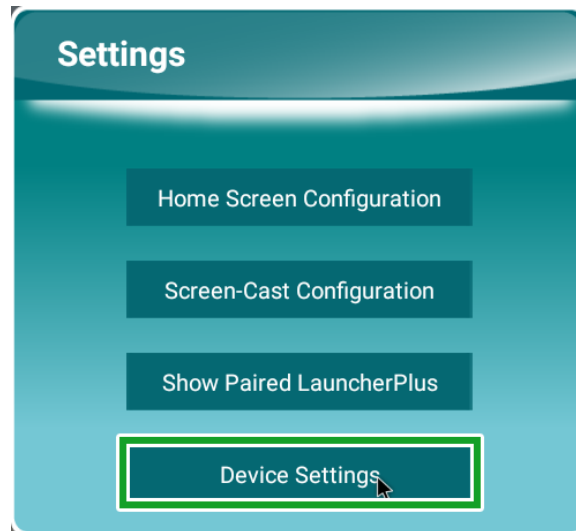 Settings
Home Screen Configuration
Screen-Cast Configuration
Show Paired LauncherPlus
Device Settings